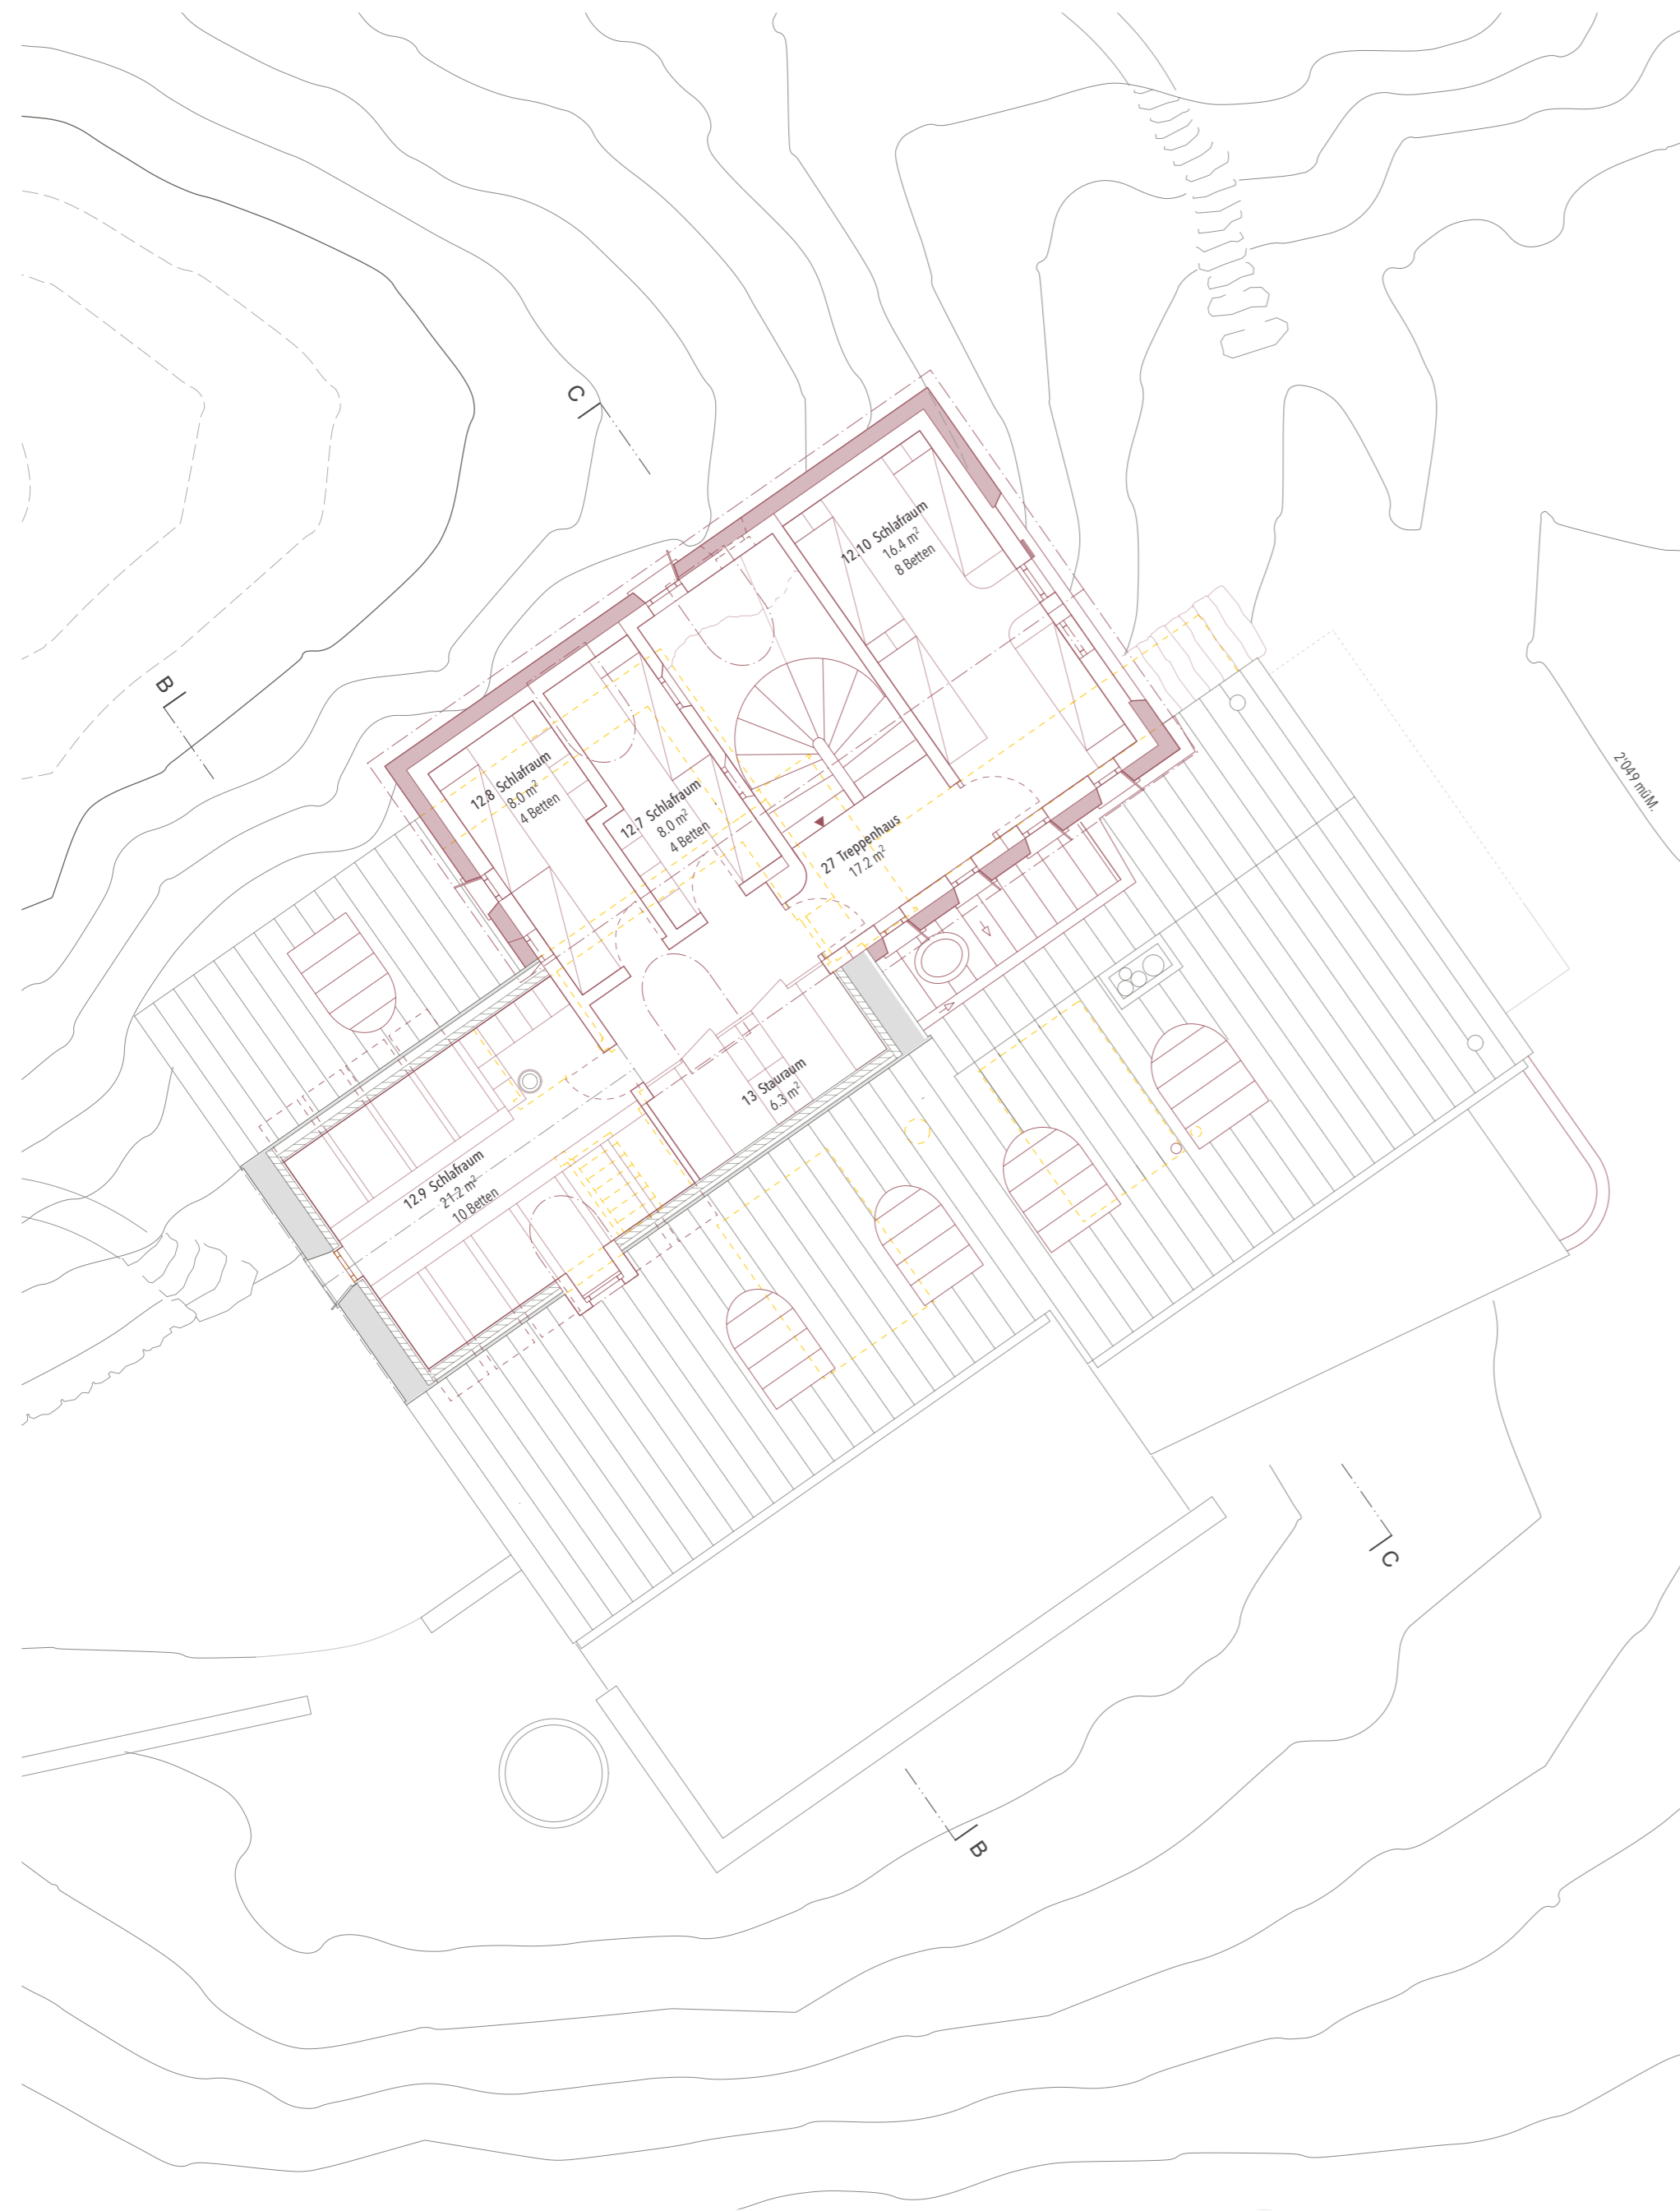 C
12.10 Schlafraum
16.4 m²
8 Betten
B
12.8 Schlafraum
8.0 m²
4 Betten
12.7 Schlafraum
8.0 m²
4 Betten
2'049 müM.
27 Treppenhaus
17.2 m²
13 Stauraum
6.3 m²
12.9 Schlafraum
21.2 m²
10 Betten
C
B